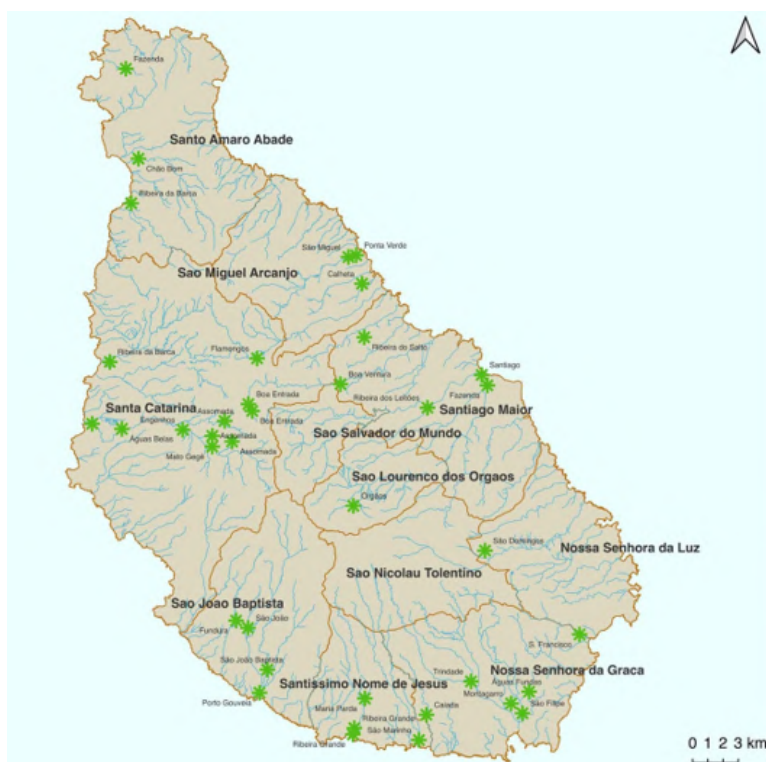 Fazenda
Santo Amaro Abade
Chão Bom
Ribeira da Barca
São Miguel
Ponta Verde
Sao Miguel Arcanjo
Calheta
Ribeira do Salto
Ribeira da Barca
Flamengos
Boa Ventura
Santiago
Ribeira dos Leitões
Fazenda
Boa Entrada
Santa Catarina
Assomada
Santiago Maior
Boa Entrada
Engenhos
Sao Salvador do Mundo
Águas Belas
Assomada
Mato Gegé
Assomada
Sao Lourenco dos Orgaos
Orgãos
São Domingos
Nossa Senhora da Luz
Sao Nicolau Tolentino
Sao Joao Baptista
São João
Fundura
S. Francisco
São João Baptista
Trindade
Nossa Senhora da Graca
Águas Fundas
Santissimo Nome de Jesus
Montagarro
Porto Gouveia
Maria Parda
Caiada
São Filipe
Ribeira Grande
São Martinho
Ribeira Grande
0 1 2 3 km